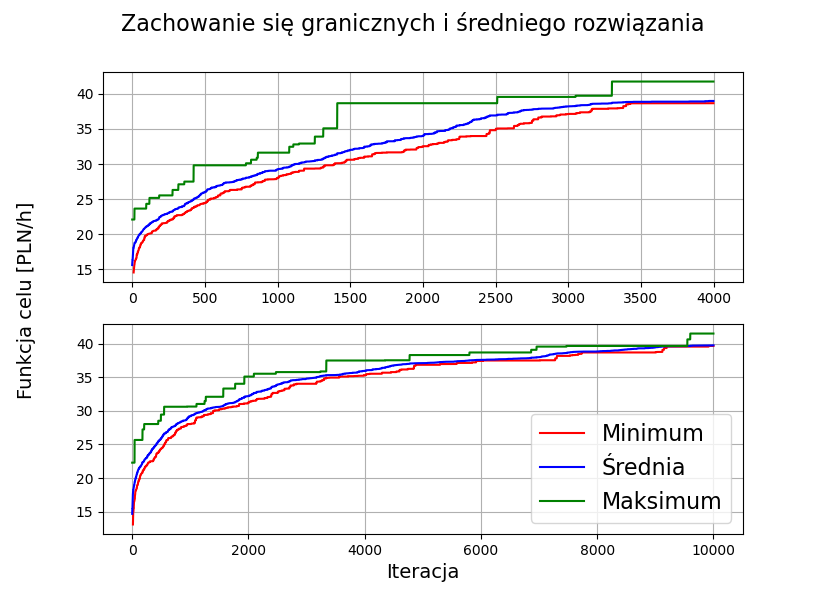 Zachowanie się granicznych i średniego rozwiązania
40
35
30
25
20
15
0 500 1000 1500 2000 2500 3000 3500 4000
Funkcja celu [PLN/h]
40
35
30
25
20
15
Minimum
Średnia
Maksimum
0 2000 4000 6000 8000 10000
Iteracja